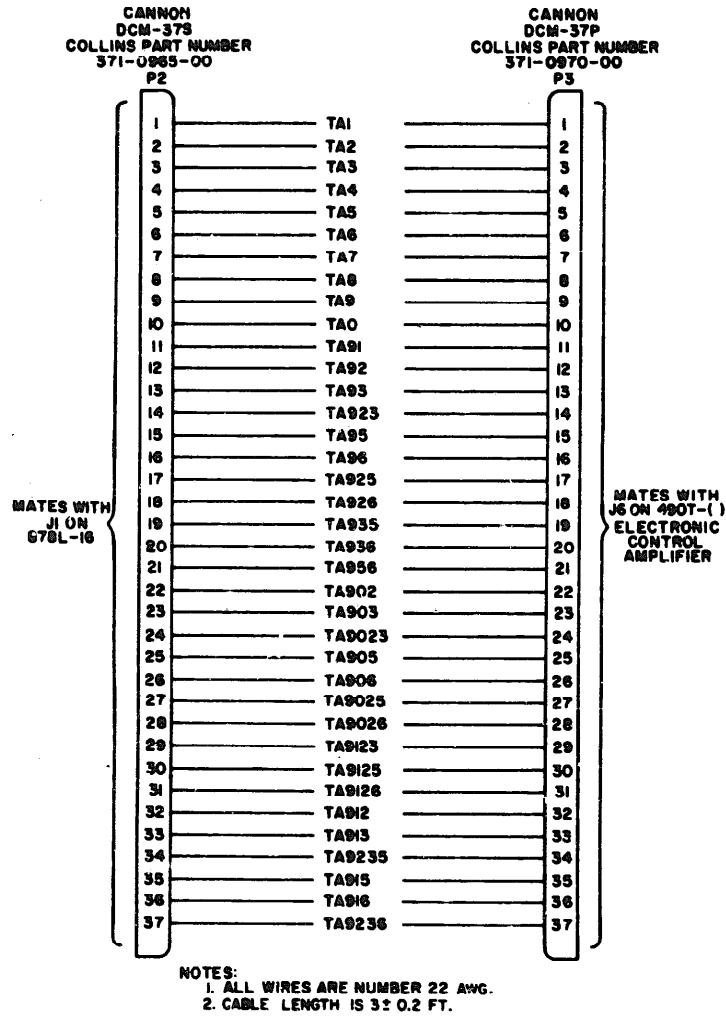 CANNON
DCM-37S
COLLINS PART NUMBER
371-0965-00
P2
CANNON
DCM-37P
COLLINS PART NUMBER
371-0970-00
P3
1 TA1 1
2 TA2 2
3 TA3 3
4 TA4 4
5 TA5 5
6 TA6 6
7 TA7 7
8 TA8 8
9 TA9 9
10 TA0 10
11 TA91 11
12 TA92 12
13 TA93 13
14 TA923 14
15 TA95 15
16 TA96 16
17 TA925 17
18 TA926 18
19 TA935 19
20 TA936 20
21 TA956 21
22 TA902 22
23 TA903 23
24 TA9023 24
25 TA905 25
26 TA906 26
27 TA9025 27
28 TA9026 28
29 TA9123 29
30 TA9125 30
31 TA9126 31
32 TA912 32
33 TA913 33
34 TA9235 34
35 TA915 35
36 TA916 36
37 TA9236 37
MATES WITH
J1 ON
678L-16
MATES WITH
J6 ON 490T-( )
ELECTRONIC
CONTROL
AMPLIFIER
NOTES:
1. ALL WIRES ARE NUMBER 22 AWG.
2. CABLE LENGTH IS 3± 0.2 FT.